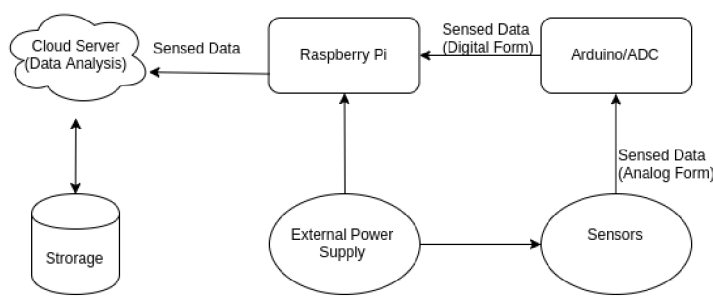 Cloud Server
(Data Analysis)
Sensed Data
Raspberry Pi
Sensed Data
(Digital Form)
Arduino/ADC
Sensed Data
(Analog Form)
Strorage
External Power
Supply
Sensors